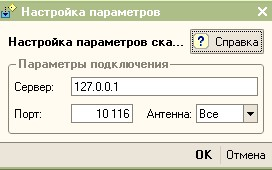 Настройка параметров
Настройка параметров ска... ? Справка
Параметры подключения
Сервер: 127.0.0.1
Порт: 10 116 Антенна: Все
ОК Отмена